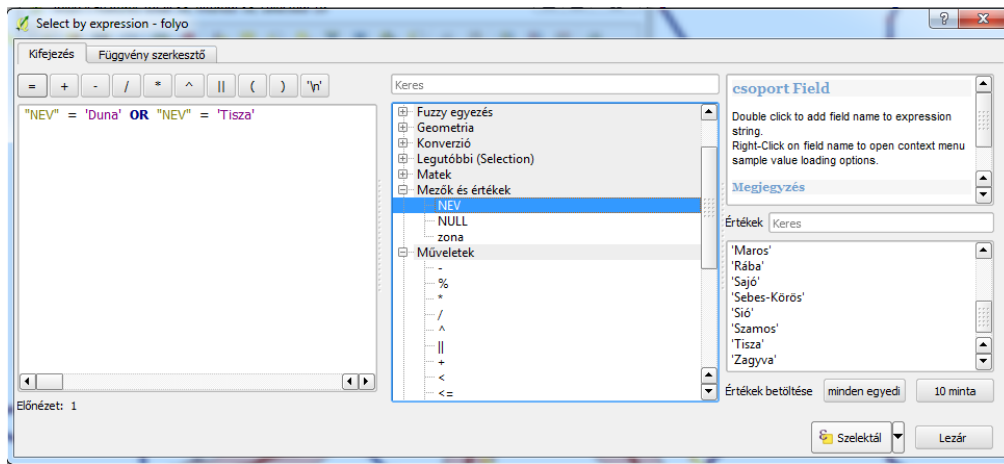 Select by expression - folyo
Kifejezés
Függvény szerkesztő
= + - / * ^ || ( ) '\n'
"NEV" = 'Duna' OR "NEV" = 'Tisza'
Előnézet: 1
Keres
Fuzzy egyezés
Geometria
Konverzió
Legutóbbi (Selection)
Matek
Mezők és értékek
NEV
NULL
zona
Műveletek
-
%
*
/
^
||
+
<
<=
csoport Field
Double click to add field name to expression
string.
Right-Click on field name to open context menu
sample value loading options.
Megjegyzés
Értékek Keres
'Maros'
'Rába'
'Sajó'
'Sebes-Körös'
'Sió'
'Szamos'
'Tisza'
'Zagyva'
Értékek betöltése minden egyedi 10 minta
Szelektál Lezár